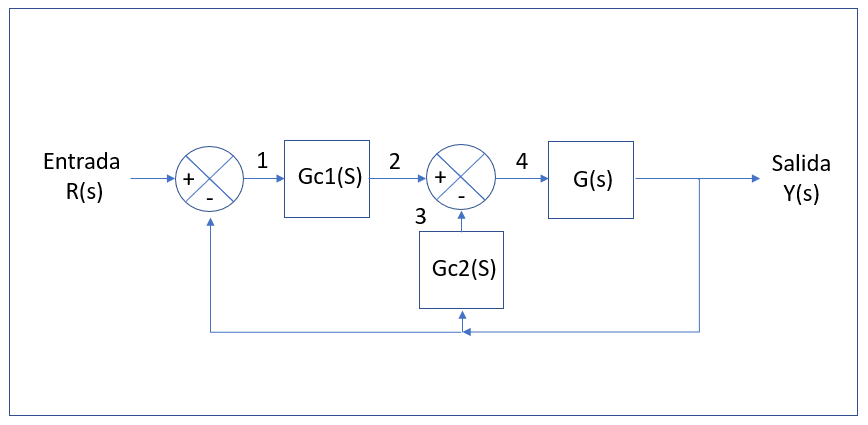 Entrada
R(s)
+
-
1
Gc1(S)
2
+
-
3
4
G(s)
Salida
Y(s)
Gc2(S)